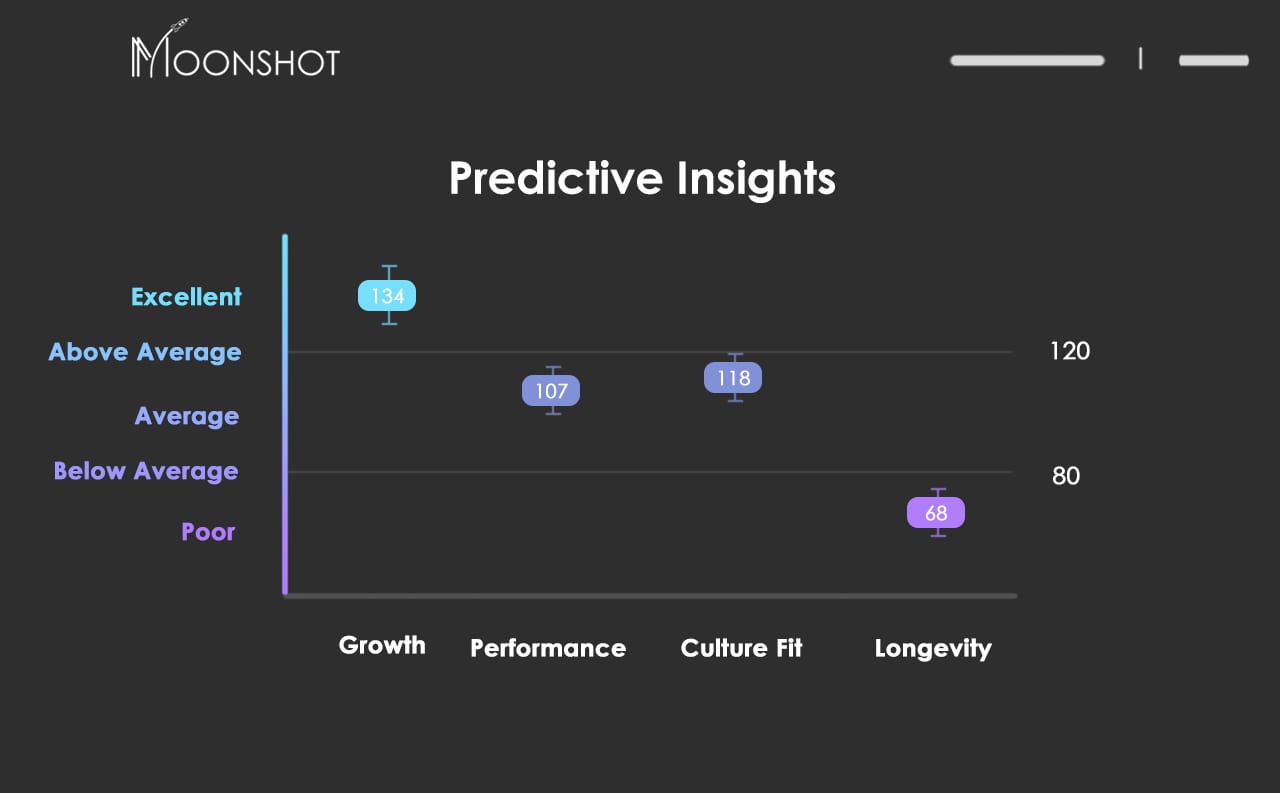 MOONSHOT
Predictive Insights
Excellent
134
Above Average
120
107
118
Average
Below Average
80
68
Poor
Growth
Performance
Culture Fit
Longevity